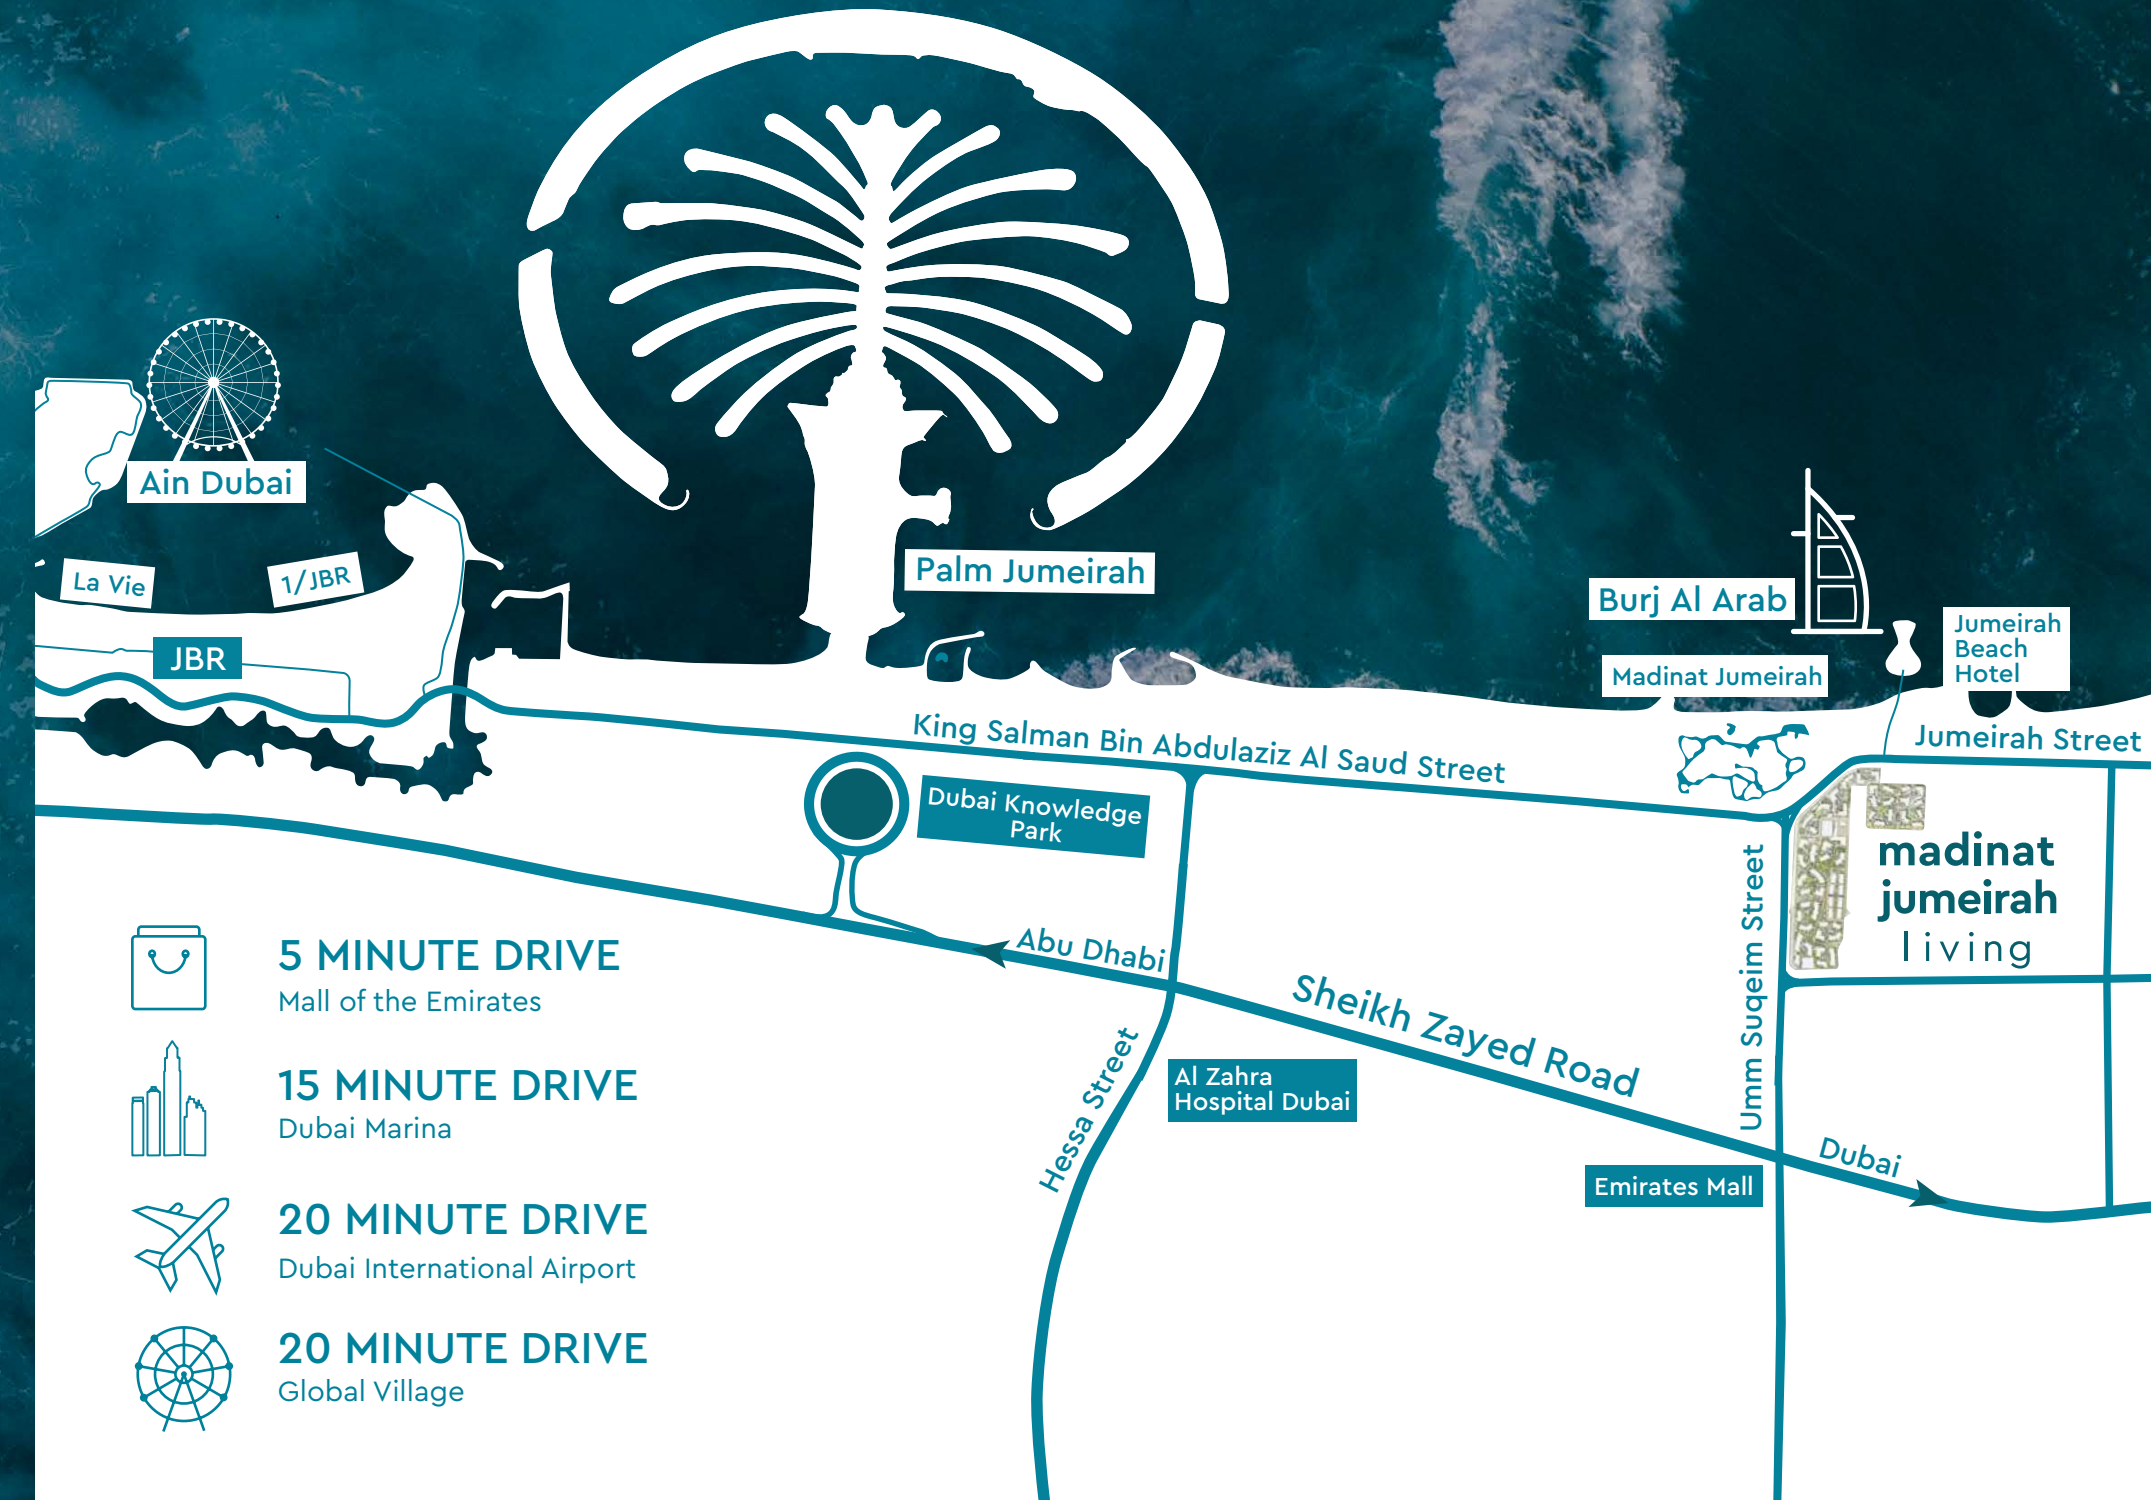 Ain Dubai
La Vie
1/JBR
JBR
Palm Jumeirah
Burj Al Arab
Madinat Jumeirah
Jumeirah
Beach
Hotel
King Salman Bin Abdulaziz Al Saud Street
Jumeirah Street
Dubai Knowledge
Park
madinat
jumeirah
living
Umm Suqeim Street
Abu Dhabi
Sheikh Zayed Road
Hessa Street
Al Zahra
Hospital Dubai
Dubai
Emirates Mall
5 MINUTE DRIVE
Mall of the Emirates
15 MINUTE DRIVE
Dubai Marina
20 MINUTE DRIVE
Dubai International Airport
20 MINUTE DRIVE
Global Village